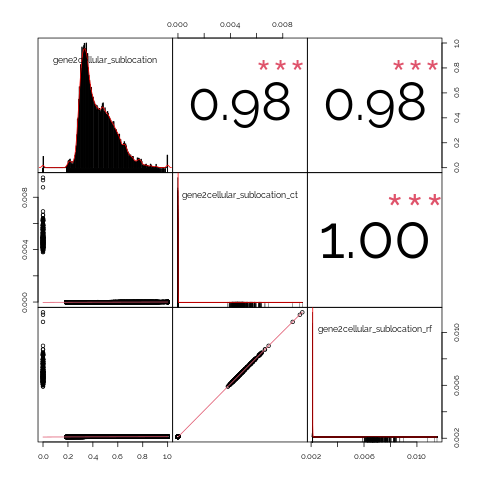 0.000 0.004 0.008
gene2cellular_sublocation
***
0.98
***
0.98
0.0 0.2 0.4 0.6 0.8 1.0
0.000 0.004 0.008
gene2cellular_sublocation_ct
***
1.00
gene2cellular_sublocation_rf
0.002 0.006 0.010
0.0 0.2 0.4 0.6 0.8 1.0
0.002 0.006 0.010